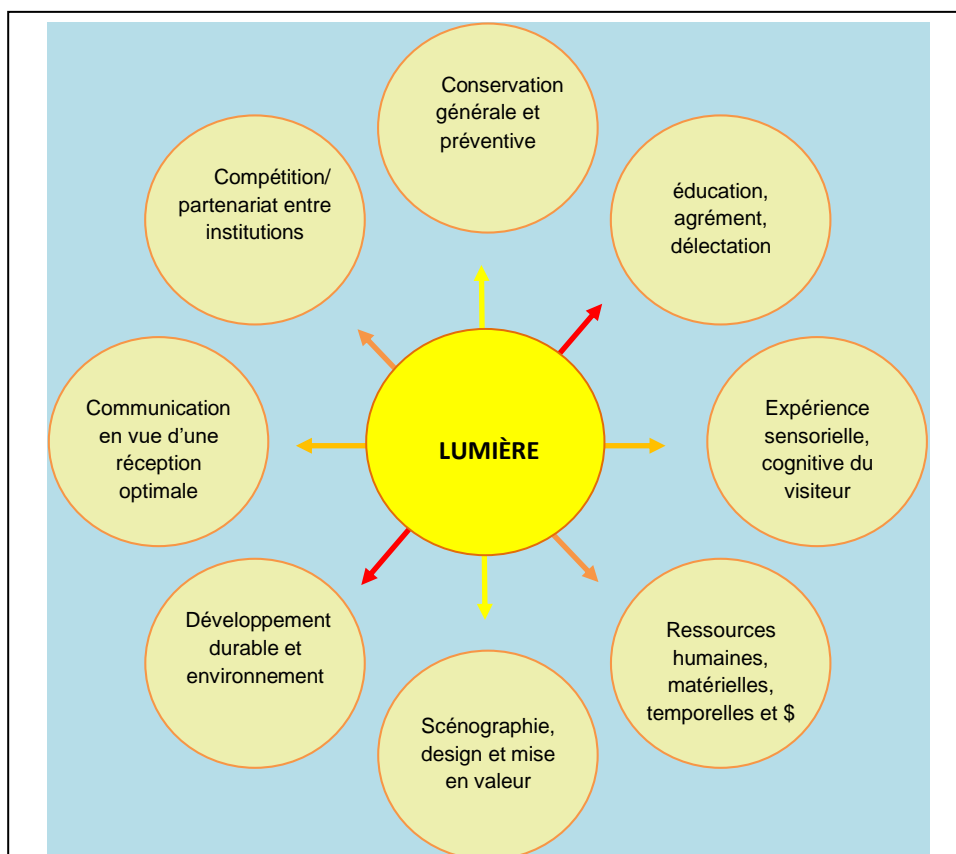 Conservation
générale et
préventive
éducation,
agrément,
délectation
Expérience
sensorielle,
cognitive du
visiteur
Ressources
humaines,
matérielles,
temporelles et $
Scénographie,
design et mise
en valeur
Développement
durable et
environnement
Communication
en vue d'une
réception
optimale
Compétition/
partenariat entre
institutions
LUMIÈRE